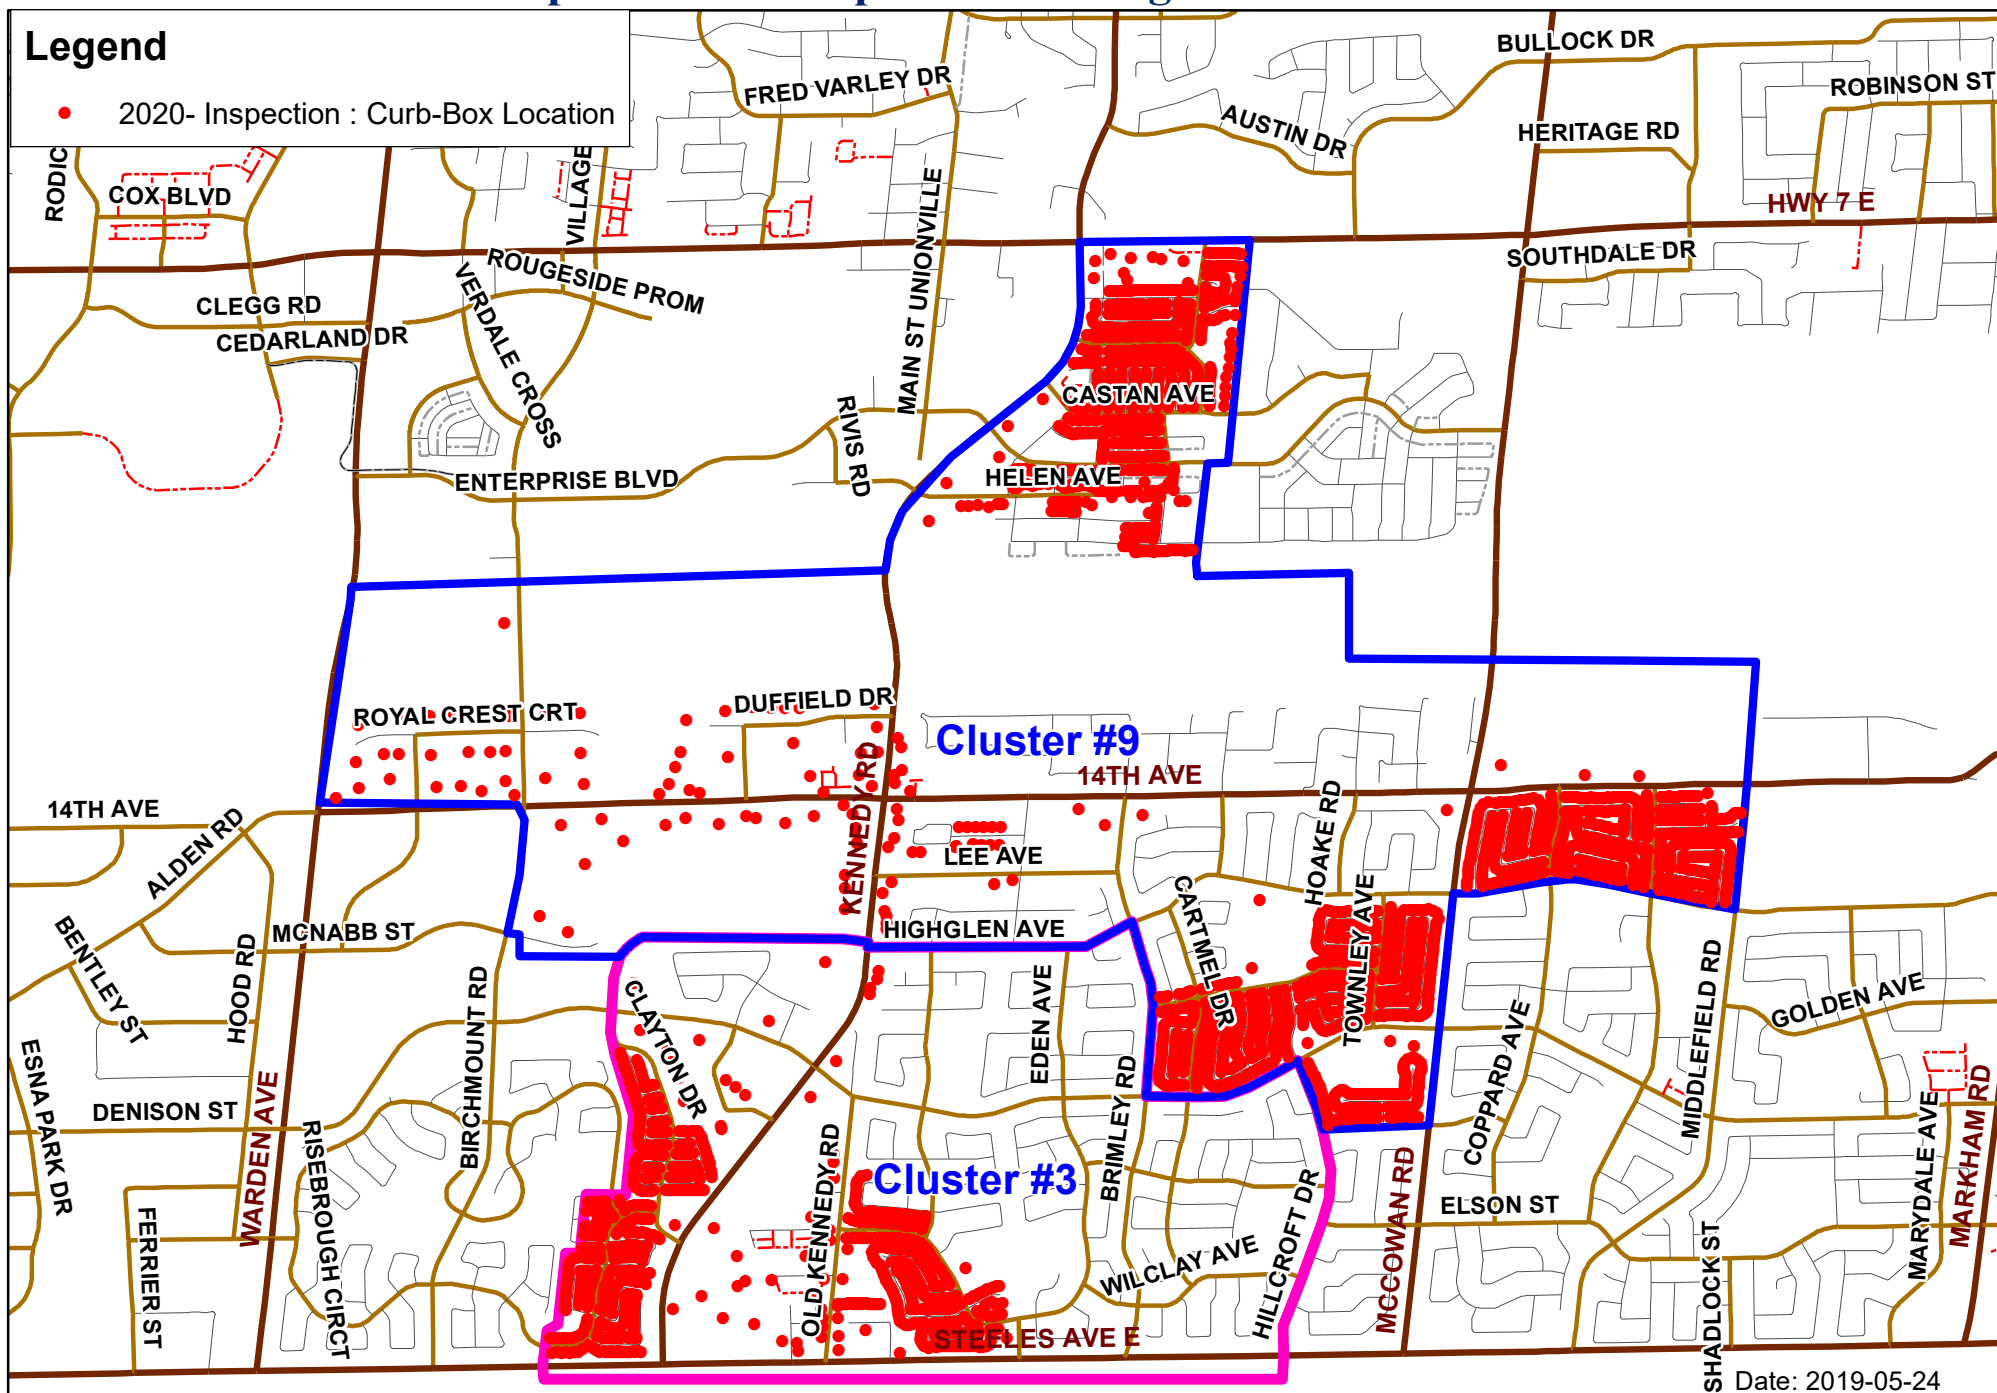 Legend
2020- Inspection : Curb-Box Location
BULLOCK DR
FRED VARLEY DR
ROBINSON ST
AUSTIN DR
HERITAGE RD
RODIC
COX BLVD
VILLAGE
HWY 7 E
MAIN ST UNIONVILLE
SOUTHDALE DR
ROUGESIDE PROM
VERDALE CROSS
CLEGG RD
CEDARLAND DR
CASTAN AVE
RIVIS RD
HELEN AVE
ENTERPRISE BLVD
DUFFIELD DR
ROYAL CREST CRT
Cluster #9
KENNEDY RD
14TH AVE
14TH AVE
HOAKE RD
ALDEN RD
LEE AVE
CARTMEL DR
TOWNLEY AVE
HIGHGLEN AVE
MCNABB ST
BENTLEY ST
HOOD RD
BIRCHMOUNT RD
CLAYTON DR
EDEN AVE
MIDDLEFIELD RD
GOLDEN AVE
COPPARD AVE
ESNA PARK DR
WARDEN AVE
DENISON ST
BRIMLEY RD
MARKHAM RD
MARYDALE AVE
RISEBROUGH CIRCT
OLD KENNEDY RD
Cluster #3
HILLCROFT DR
MCCOWAN RD
ELSON ST
FERRIER ST
WILCLAY AVE
SHADLOCK ST
STEELES AVE E
Date: 2019-05-24